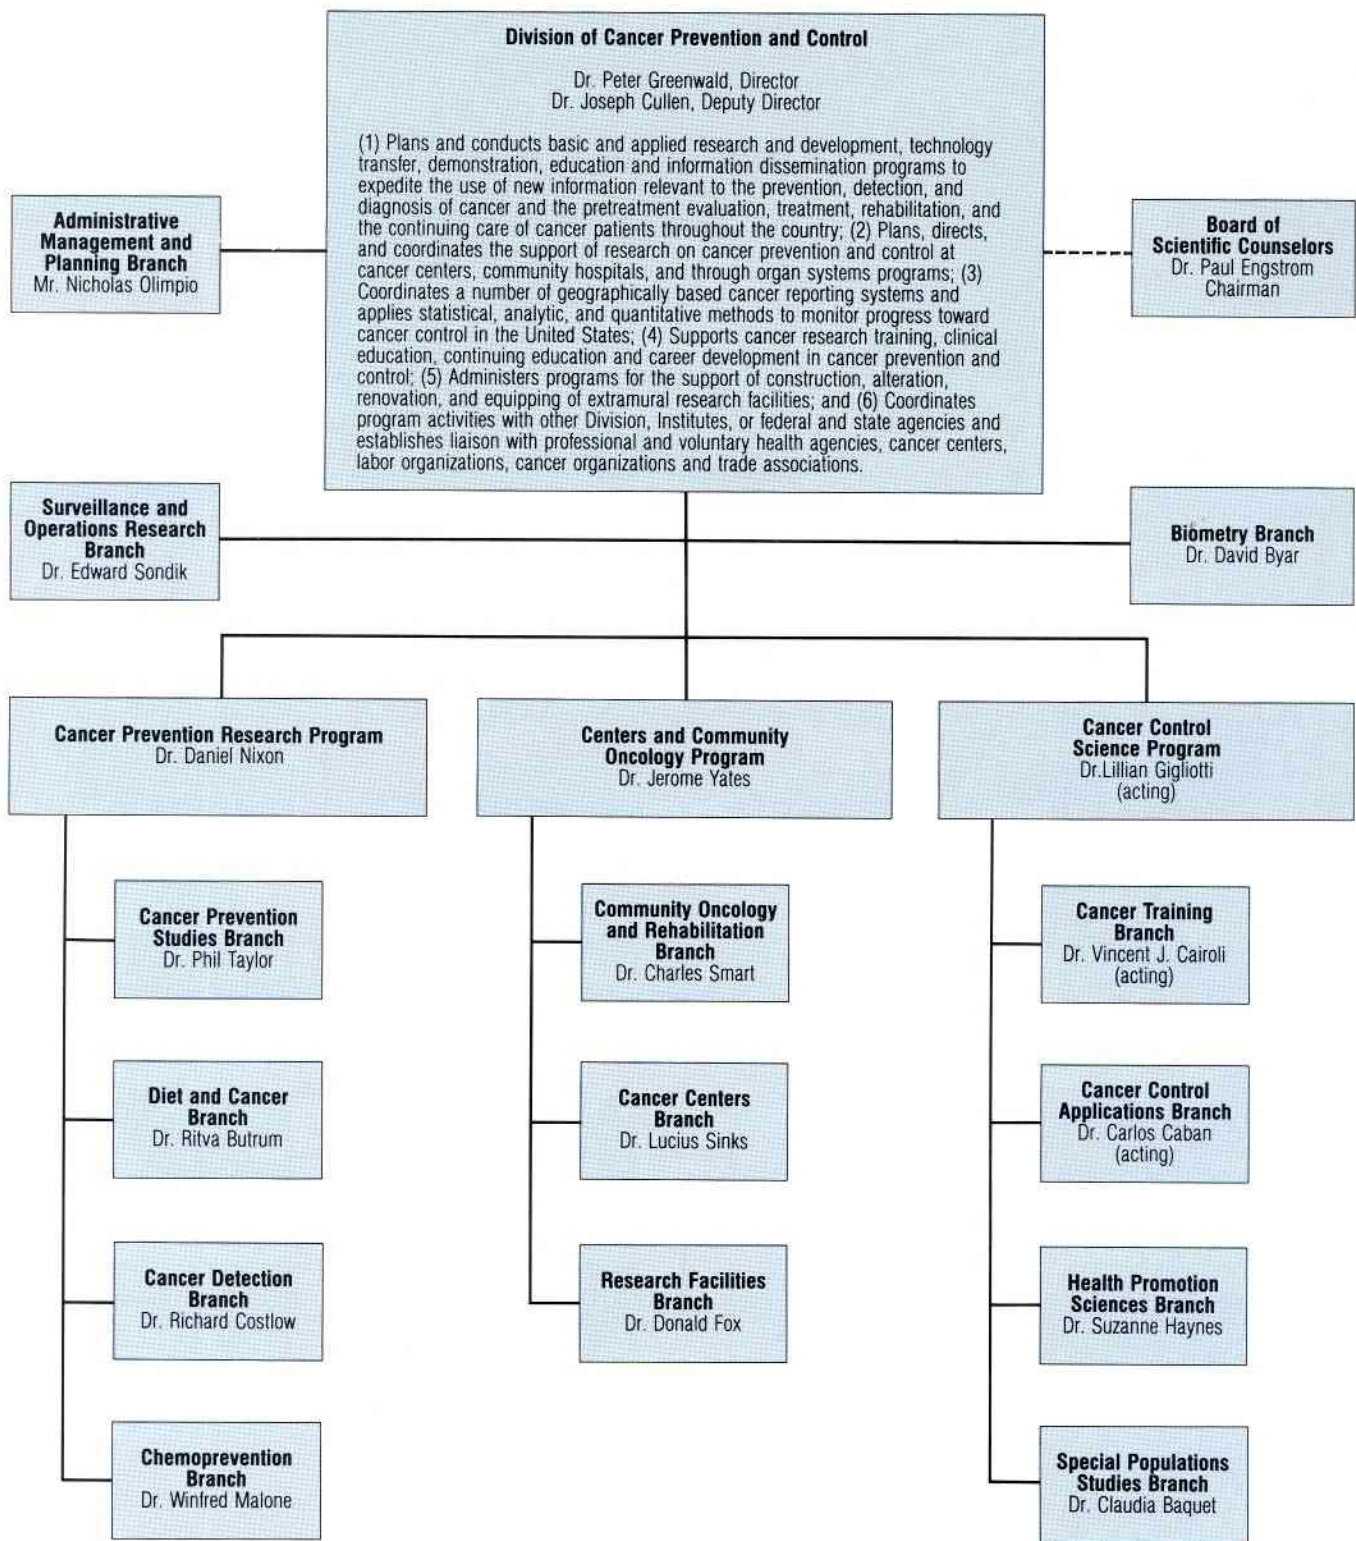 Division of Cancer Prevention and Control
Dr. Peter Greenwald, Director
Dr. Joseph Cullen, Deputy Director
(1) Plans and conducts basic and applied research and development, technology
transfer, demonstration, education and information dissemination programs to
expedite the use of new information relevant to the prevention, detection, and
diagnosis of cancer and the pretreatment evaluation, treatment, rehabilitation, and
the continuing care of cancer patients throughout the country; (2) Plans, directs,
and coordinates the support of research on cancer prevention and control at
cancer centers, community hospitals, and through organ systems programs; (3)
Coordinates a number of geographically based cancer reporting systems and
applies statistical, analytic, and quantitative methods to monitor progress toward
cancer control in the United States; (4) Supports cancer research training, clinical
education, continuing education and career development in cancer prevention and
control; (5) Administers programs for the support of construction, alteration,
renovation, and equipping of extramural research facilities; and (6) Coordinates
program activities with other Division, Institutes, or federal and state agencies and
establishes liaison with professional and voluntary health agencies, cancer centers,
labor organizations, cancer organizations and trade associations.
Administrative
Management and
Planning Branch
Mr. Nicholas Olimpio
Board of
Scientific Counselors
Dr. Paul Engstrom
Chairman
Surveillance and
Operations Research
Branch
Dr. Edward Sondik
Biometry Branch
Dr. David Byar
Cancer Prevention Research Program
Dr. Daniel Nixon
Centers and Community
Oncology Program
Dr. Jerome Yates
Cancer Control
Science Program
Dr.Lillian Gigliotti
(acting)
Cancer Prevention
Studies Branch
Dr. Phil Taylor
Diet and Cancer
Branch
Dr. Ritva Butrum
Cancer Detection
Branch
Dr. Richard Costlow
Chemoprevention
Branch
Dr. Winfred Malone
Community Oncology
and Rehabilitation
Branch
Dr. Charles Smart
Cancer Centers
Branch
Dr. Lucius Sinks
Research Facilities
Branch
Dr. Donald Fox
Cancer Training
Branch
Dr. Vincent J. Cairoli
(acting)
Cancer Control
Applications Branch
Dr. Carlos Caban
(acting)
Health Promotion
Sciences Branch
Dr. Suzanne Haynes
Special Populations
Studies Branch
Dr. Claudia Baquet